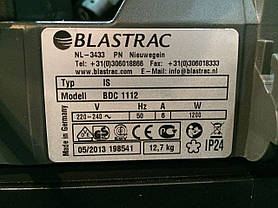 BLASTRAC
NL-3433 PN Nieuwegein
Tel: +31(0)306018866 Fax: +31(0)306018333
www.blastrac.com E-mail: info@blastrac.nl
Typ IS
Modell BDC 1112
V Hz A W
220-240 ~ 50 6 1200
Made in Germany
05/2013 198541 12,7 kg IP24